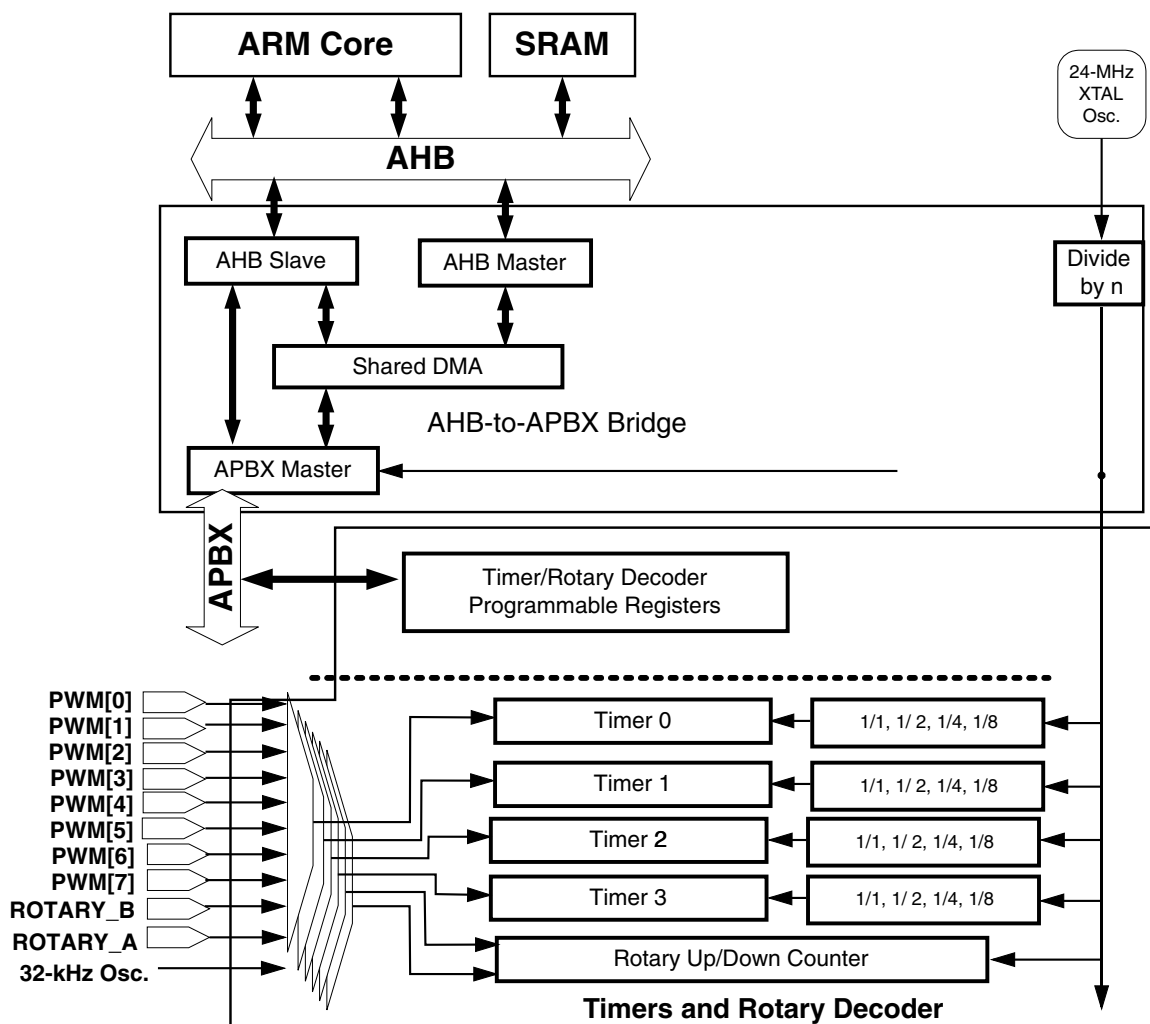 ARM Core
SRAM
24-MHz
XTAL
Osc.
AHB
AHB Slave
AHB Master
Divide
by n
Shared DMA
AHB-to-APBX Bridge
APBX Master
APBX
Timer/Rotary Decoder
Programmable Registers
PWM[0]
PWM[1]
PWM[2]
PWM[3]
PWM[4]
PWM[5]
PWM[6]
PWM[7]
ROTARY_B
ROTARY_A
32-kHz Osc.
Timer 0
1/1, 1/ 2, 1/4, 1/8
Timer 1
1/1, 1/ 2, 1/4, 1/8
Timer 2
1/1, 1/ 2, 1/4, 1/8
Timer 3
1/1, 1/ 2, 1/4, 1/8
Rotary Up/Down Counter
Timers and Rotary Decoder